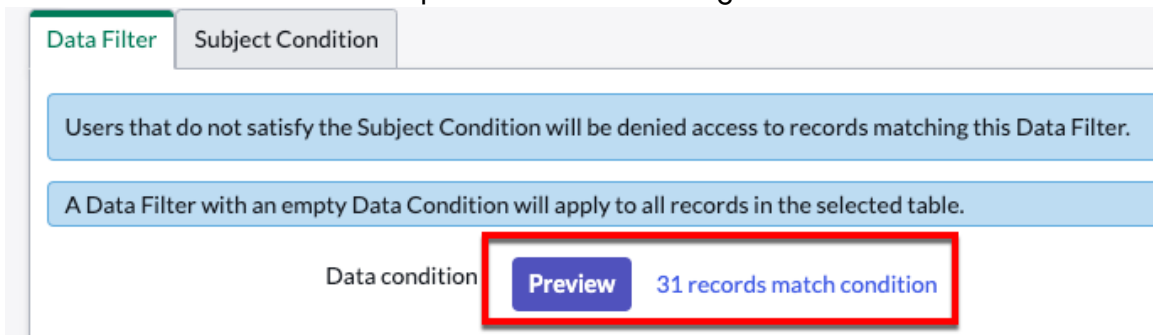 Data Filter Subject Condition
Users that do not satisfy the Subject Condition will be denied access to records matching this Data Filter.
A Data Filter with an empty Data Condition will apply to all records in the selected table.
Data condition Preview 31 records match condition